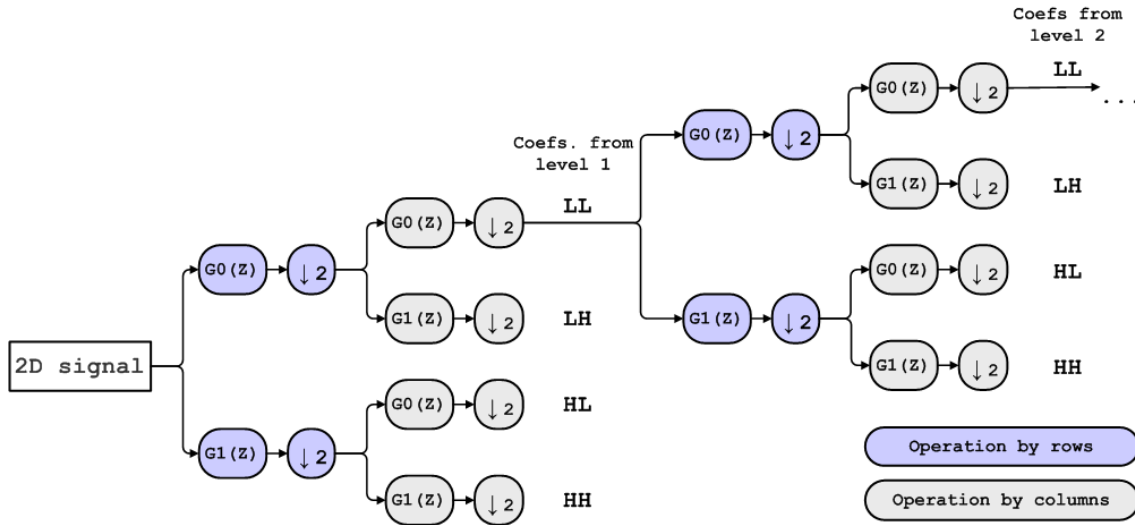 Coefs from
level 2
LL
G0(Z) ↓ 2
...
G0(Z) ↓ 2
Coefs. from
level 1
G1(Z) ↓ 2 LH
LL
G0(Z) ↓ 2
G0(Z) ↓ 2
G0(Z) ↓ 2 HL
G1(Z) ↓ 2 LH
G1(Z) ↓ 2
2D signal
G1(Z) ↓ 2 HH
G0(Z) ↓ 2 HL
G1(Z) ↓ 2
Operation by rows
G1(Z) ↓ 2 HH
Operation by columns